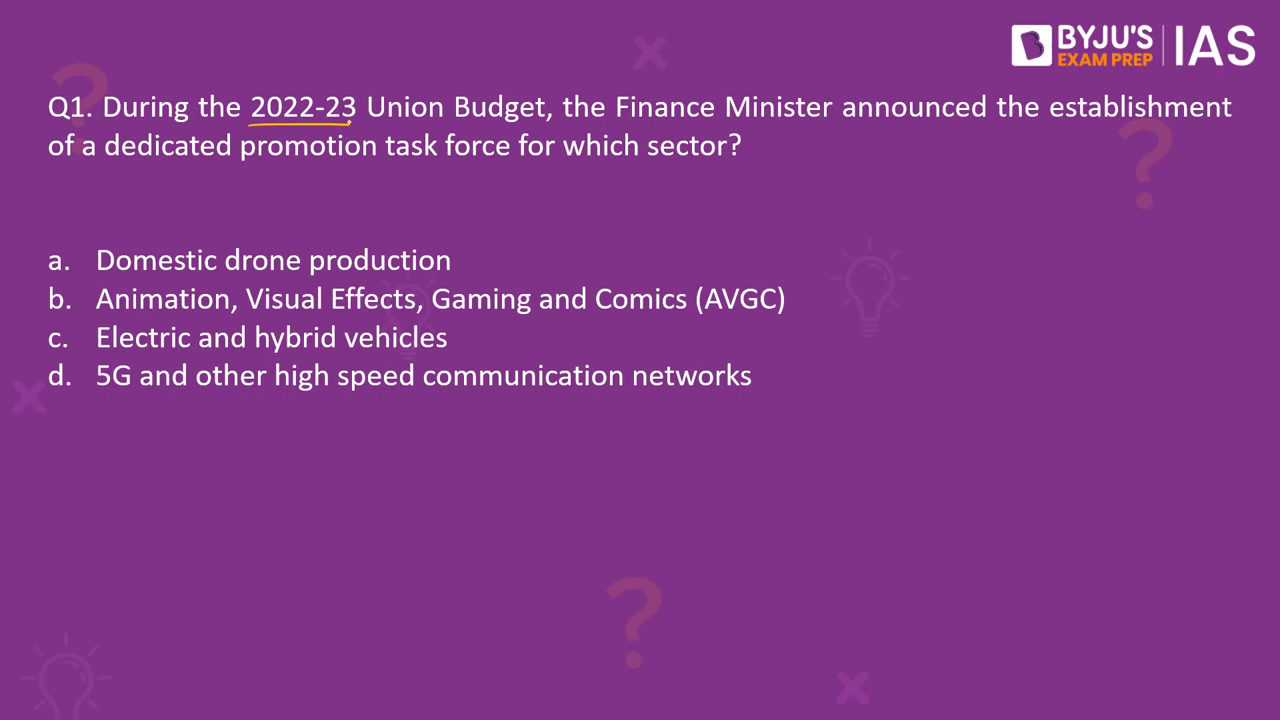 BYJU'S
EXAM PREP
IAS
Q1. During the 2022-23 Union Budget, the Finance Minister announced the establishment
of a dedicated promotion task force for which sector?
a. Domestic drone production
b. Animation, Visual Effects, Gaming and Comics (AVGC)
c. Electric and hybrid vehicles
d. 5G and other high speed communication networks